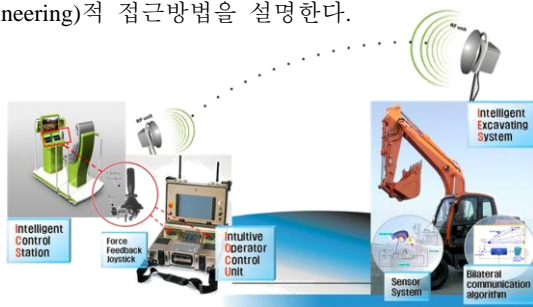 neering)적 접근방법을 설명한다.
RF unit
Intelligent
Excavating
System
RF unit
Intelligent
Control
Station
Force
Feedback
Joystick
Intuitive
Operator
Control
Unit
Sensor
System
Bilateral
communication
algorithm